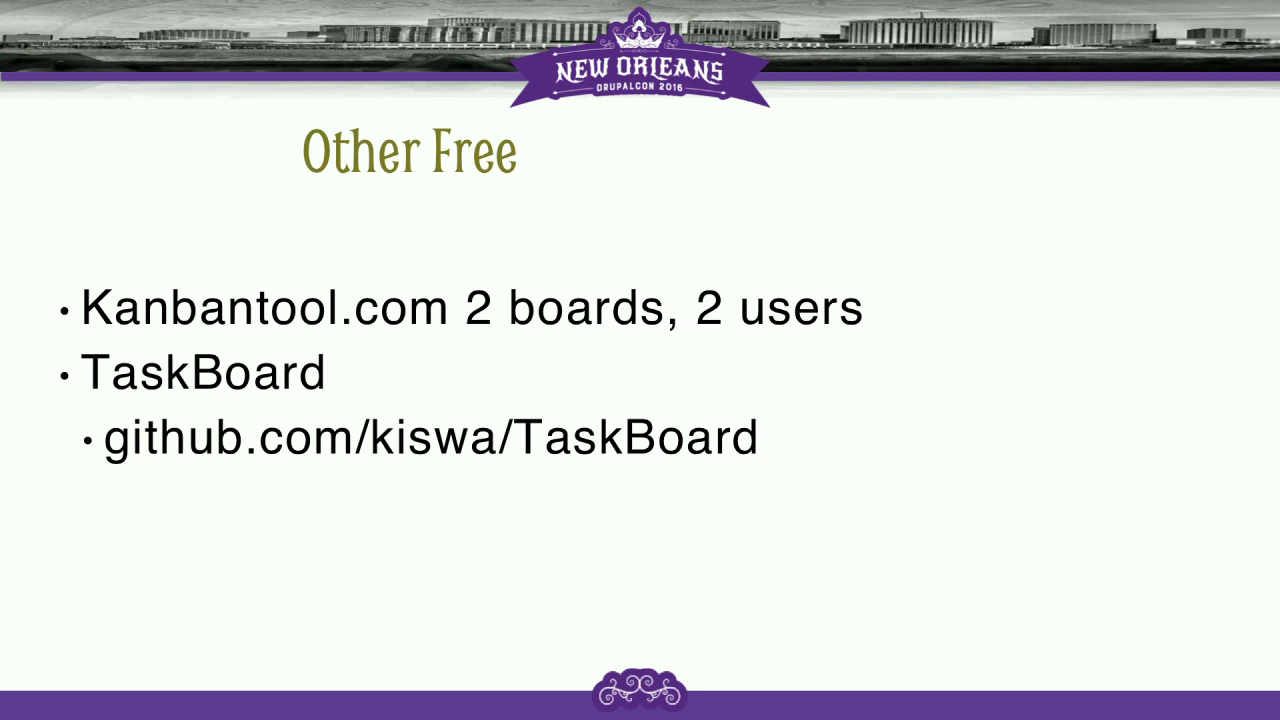 NEW ORLEANS
DRUPALCON 2016
Other Free
• Kanbantool.com 2 boards, 2 users
• TaskBoard
• github.com/kiswa/TaskBoard